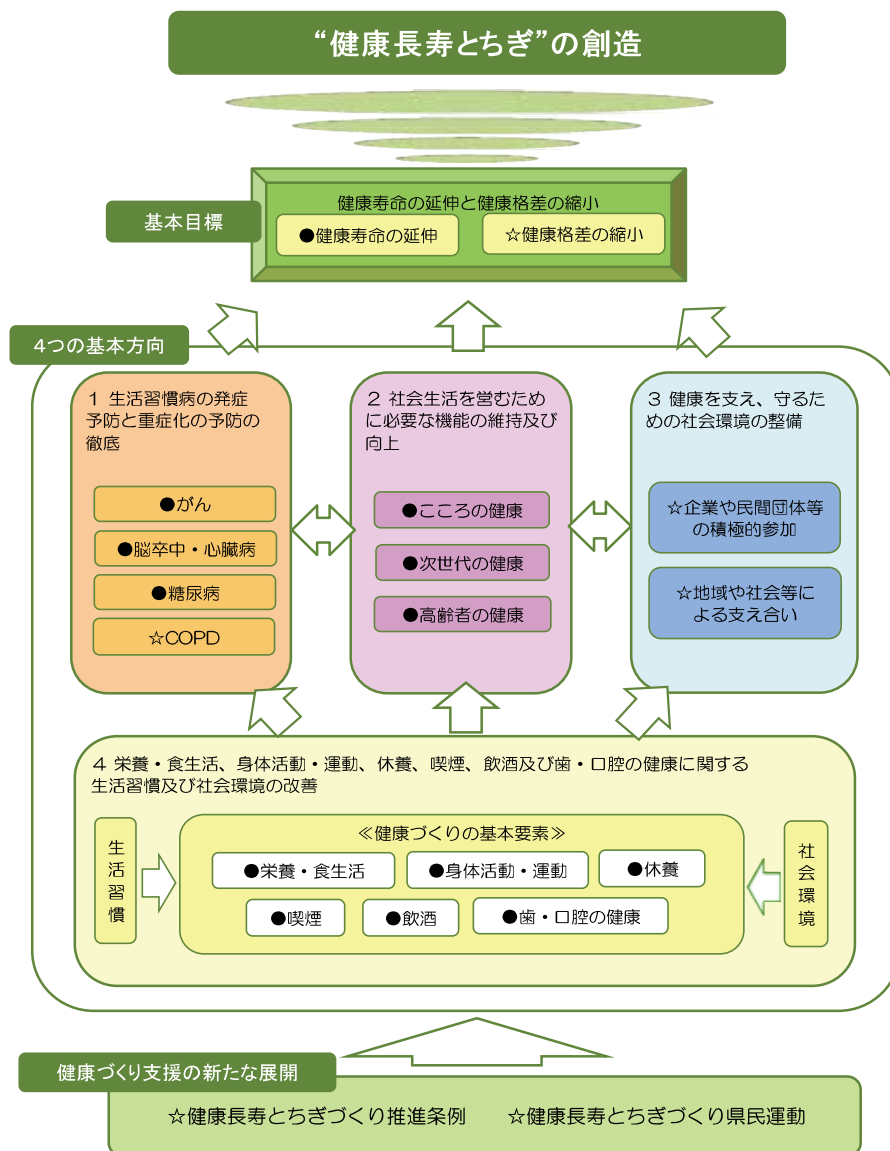 “健康長寿とちぎ”の創造
基本目標
健康寿命の延伸と健康格差の縮小
●健康寿命の延伸
☆健康格差の縮小
4つの基本方向
1 生活習慣病の発症
予防と重症化の予防の
徹底
●がん
●脳卒中・心臓病
●糖尿病
☆COPD
2 社会生活を営むため
に必要な機能の維持及び
向上
●こころの健康
●次世代の健康
●高齢者の健康
3 健康を支え、守るた
めの社会環境の整備
☆企業や民間団体等
の積極的参加
☆地域や社会等に
よる支え合い
4 栄養・食生活、身体活動・運動、休養、喫煙、飲酒及び歯・口腔の健康に関する
生活習慣及び社会環境の改善
生活習慣
≪健康づくりの基本要素≫
●栄養・食生活
●身体活動・運動
●休養
●喫煙
●飲酒
●歯・口腔の健康
社会環境
健康づくり支援の新たな展開
☆健康長寿とちぎづくり推進条例
☆健康長寿とちぎづくり県民運動